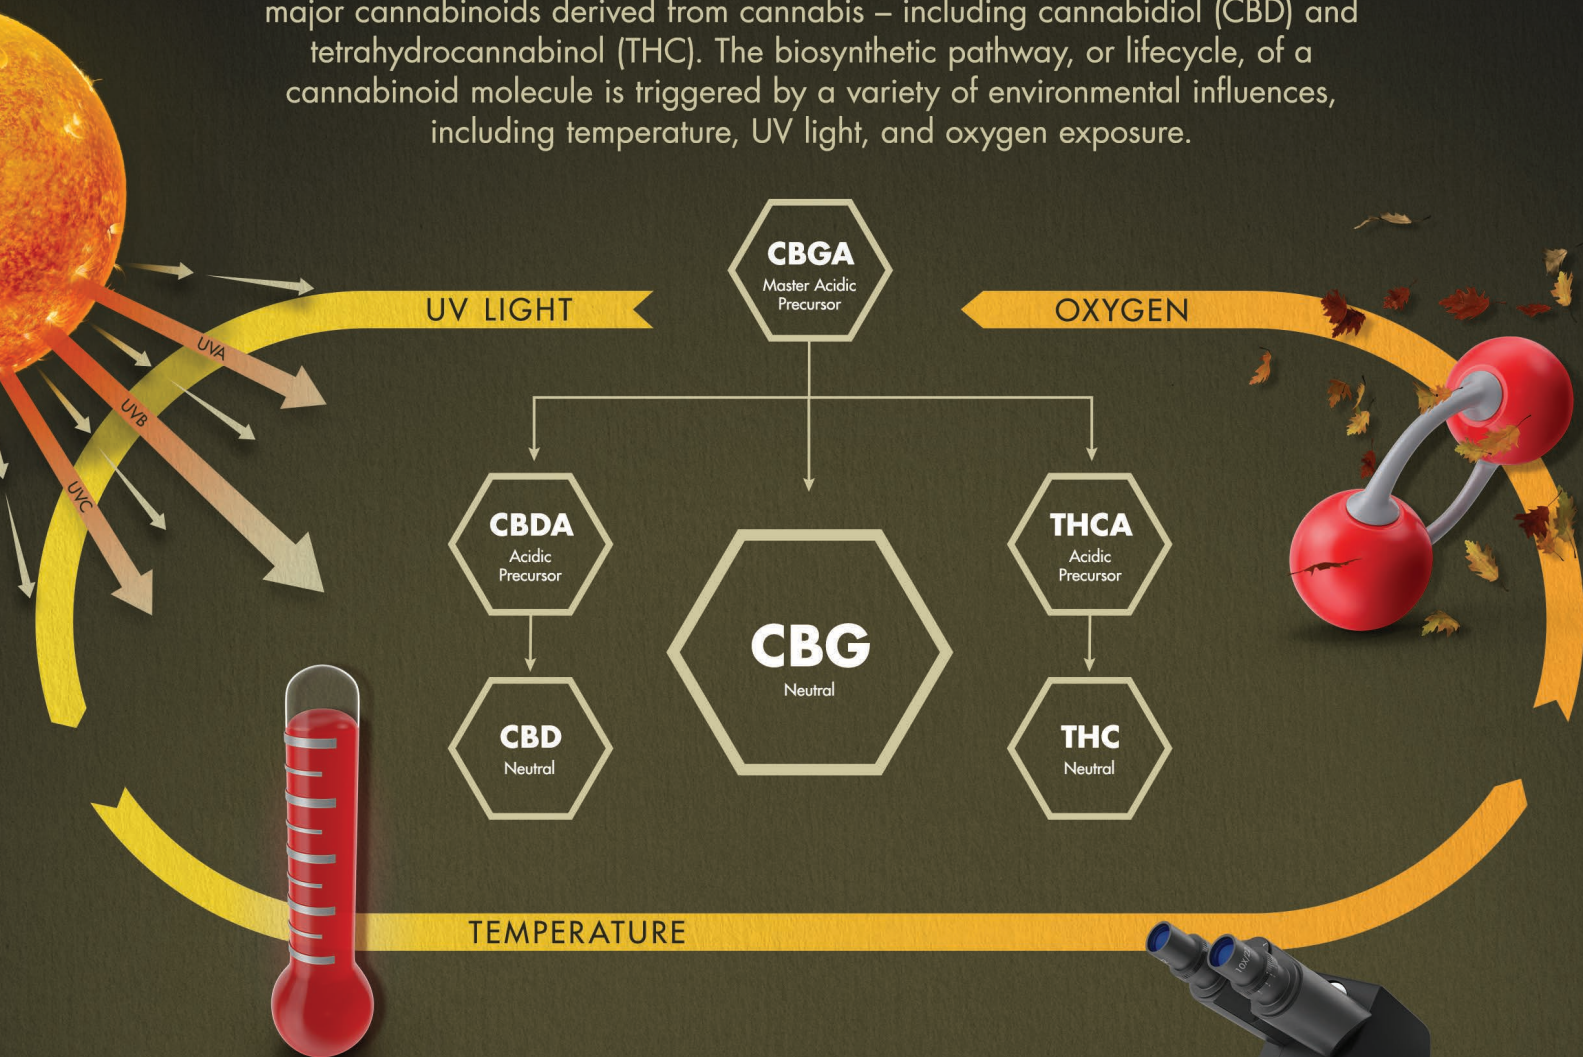 major cannabinoids derived from cannabis – including cannabidiol (CBD) and
tetrahydrocannabinol (THC). The biosynthetic pathway, or lifecycle, of a
cannabinoid molecule is triggered by a variety of environmental influences,
including temperature, UV light, and oxygen exposure.
CBGA
Master Acidic
Precursor
UV LIGHT
OXYGEN
UVA
UVB
UVC
CBDA
Acidic
Precursor
THCA
Acidic
Precursor
CBG
Neutral
CBD
Neutral
THC
Neutral
TEMPERATURE